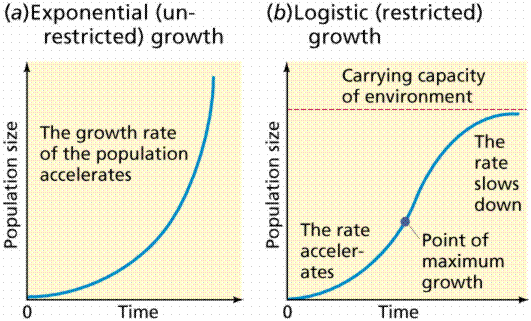 (a)Exponential (un-
restricted) growth
Population size
The growth rate
of the population
accelerates
0
Time
(b)Logistic (restricted)
growth
Population size
Carrying capacity
of environment
The
rate
slows
down
The rate
acceler-
ates
Point of
maximum
growth
0
Time